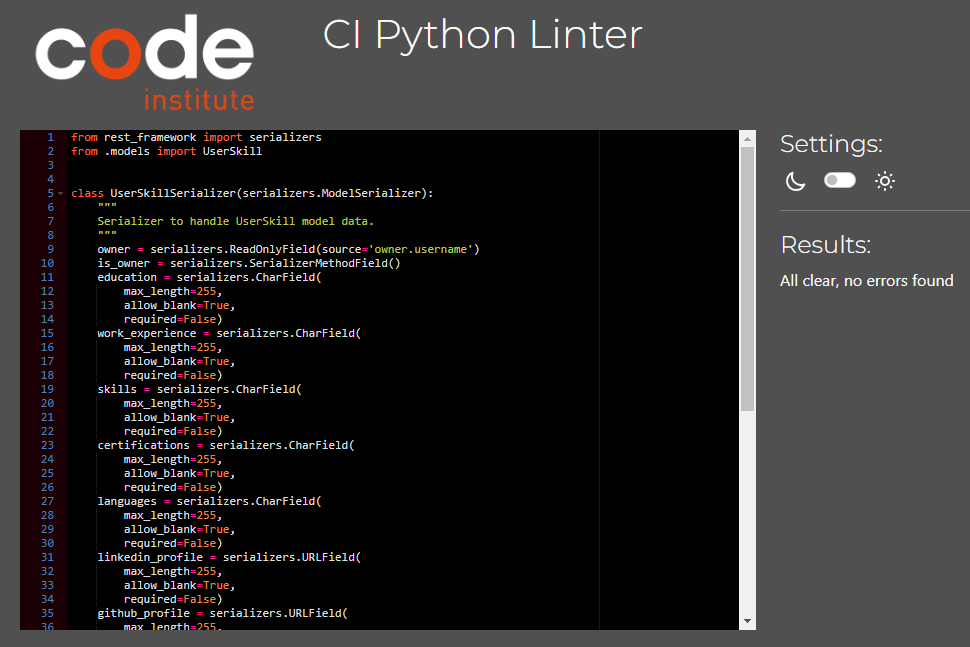 code
institute
CI Python Linter
1 from rest_framework import serializers
2 from .models import UserSkill
3
4
5 class UserSkillSerializer(serializers.ModelSerializer):
6     """
7     Serializer to handle UserSkill model data.
8     """
9     owner = serializers.ReadOnlyField(source='owner.username')
10     is_owner = serializers.SerializerMethodField()
11     education = serializers.CharField(
12         max_length=255,
13         allow_blank=True,
14         required=False)
15     work_experience = serializers.CharField(
16         max_length=255,
17         allow_blank=True,
18         required=False)
19     skills = serializers.CharField(
20         max_length=255,
21         allow_blank=True,
22         required=False)
23     certifications = serializers.CharField(
24         max_length=255,
25         allow_blank=True,
26         required=False)
27     languages = serializers.CharField(
28         max_length=255,
29         allow_blank=True,
30         required=False)
31     linkedin_profile = serializers.URLField(
32         max_length=255,
33         allow_blank=True,
34         required=False)
35     github_profile = serializers.URLField(
36         max_length=255,
Settings:
Results:
All clear, no errors found